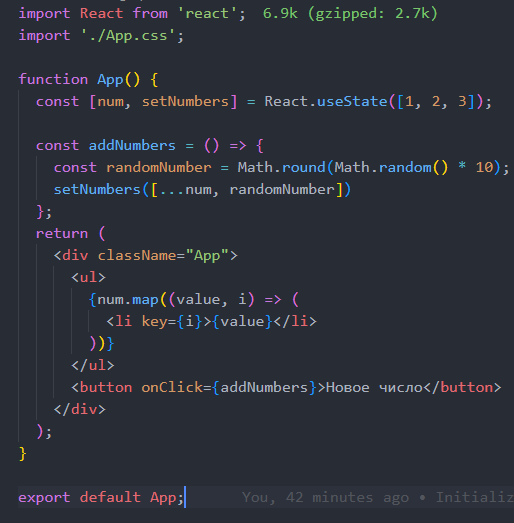 import React from 'react';  6.9k (gzipped: 2.7k)
import './App.css';
function App() {
  const [num, setNumbers] = React.useState([1, 2, 3]);
  const addNumbers = () => {
    const randomNumber = Math.round(Math.random() * 10);
    setNumbers([...num, randomNumber])
  };
  return (
    <div className="App">
      <ul>
        {num.map((value, i) => (
          <li key={i}>{value}</li>
        ))}
      </ul>
      <button onClick={addNumbers}>Новое число</button>
    </div>
  );
}
export default App;      You, 42 minutes ago • Initializ